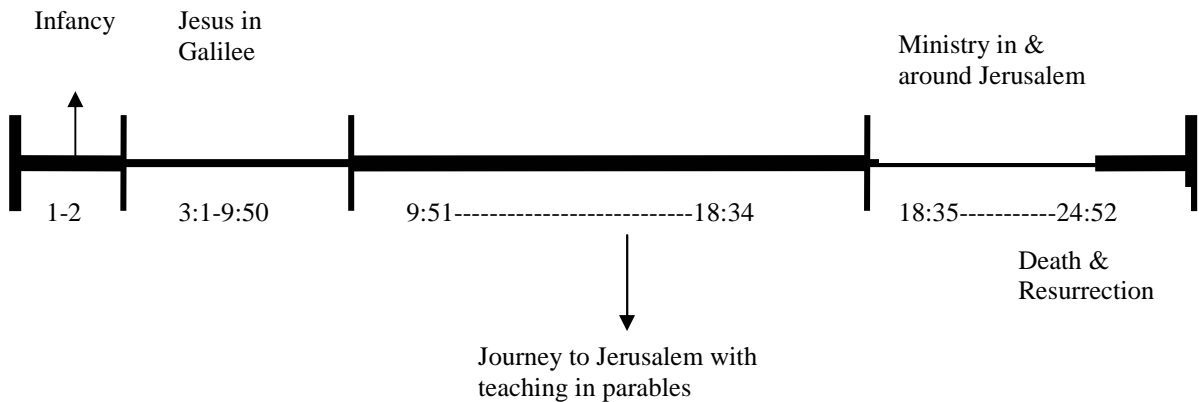 Infancy
Jesus in
Galilee
Ministry in &
around Jerusalem
1-2
3:1-9:50
9:51---------------------------18:34
18:35-----------24:52
Death &
Resurrection
Journey to Jerusalem with
teaching in parables